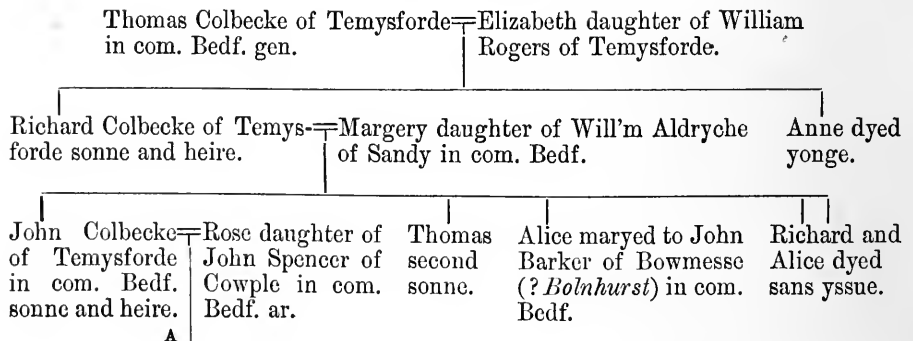 Thomas Colbecke of Temysforde
in com. Bedf. gen.
Elizabeth daughter of William
Rogers of Temysforde.
Richard Colbecke of Temys-
forde sonne and heire.
Margery daughter of Will'm Aldryche
of Sandy in com. Bedf.
Anne dyed
yonge.
John Colbecke
of Temysforde
in com. Bedf.
sonne and heire.
Rose daughter of
John Spencer of
Cowple in com.
Bedf. ar.
Thomas
second
sonne.
Alice maryed to John
Barker of Bowmesse
(? Bolnhurst) in com.
Bedf.
Richard and
Alice dyed
sans yssue.
A